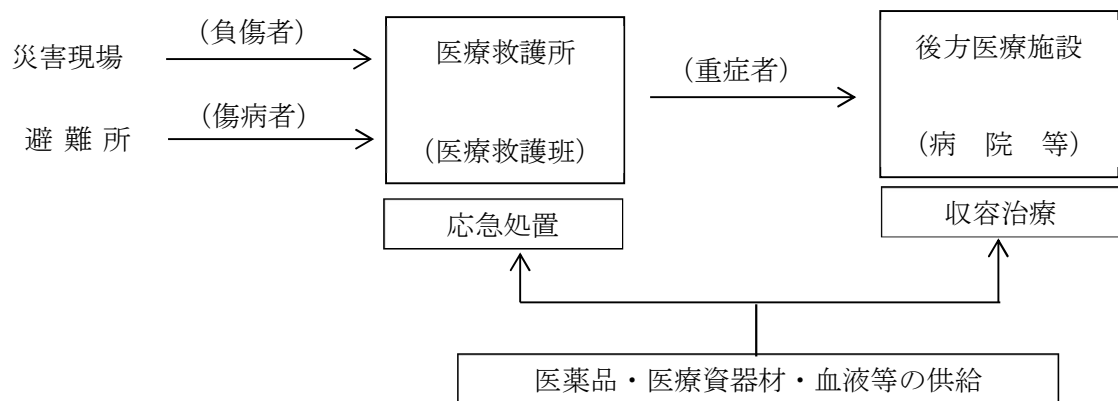 災害現場
(負傷者)
医療救護所
(重症者)
後方医療施設
避 難 所
(傷病者)
(医療救護班)
(病　院　等)
応急処置
収容治療
医薬品・医療資器材・血液等の供給